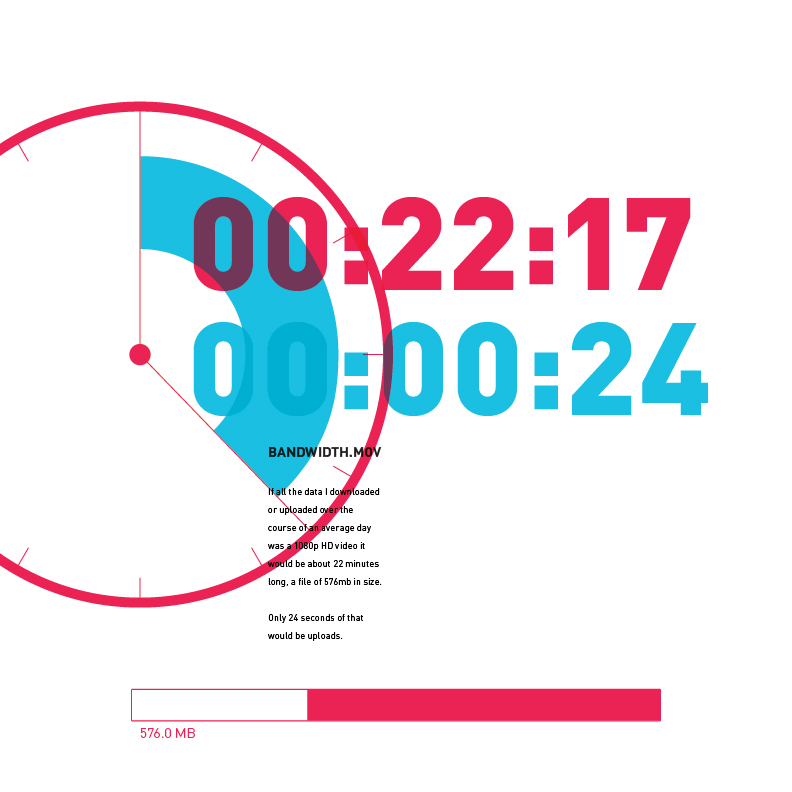 00:22:17
00:00:24
BANDWIDTH.MOV
If all the data I downloaded
or uploaded over the
course of an average day
was a 1080p HD video it
would be about 22 minutes
long, a file of 576mb in size.
Only 24 seconds of that
would be uploads.
576.0 MB